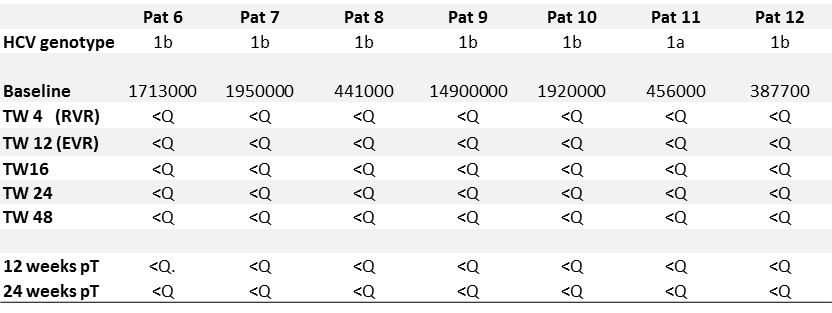 Pat 6 Pat 7 Pat 8 Pat 9 Pat 10 Pat 11 Pat 12
HCV genotype 1b 1b 1b 1b 1b 1a 1b
Baseline 1713000 1950000 441000 14900000 1920000 456000 387700
TW 4 (RVR) <Q <Q <Q <Q <Q <Q <Q
TW 12 (EVR) <Q <Q <Q <Q <Q <Q <Q
TW16 <Q <Q <Q <Q <Q <Q <Q
TW 24 <Q <Q <Q <Q <Q <Q <Q
TW 48 <Q <Q <Q <Q <Q <Q <Q
12 weeks pT <Q. <Q <Q <Q <Q <Q <Q
24 weeks pT <Q <Q <Q <Q <Q <Q <Q